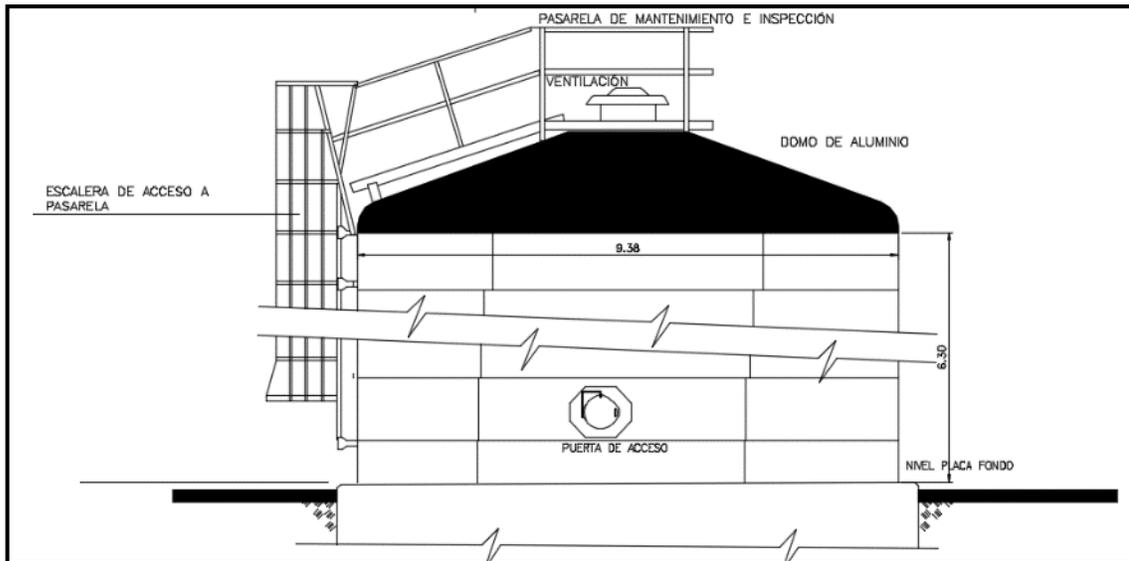 PASARELA DE MANTENIMIENTO E INSPECCIÓN
VENTILACIÓN
DOMO DE ALUMINIO
ESCALERA DE ACCESO A
PASARELA
9.38
6.30
PUERTA DE ACCESO
NIVEL PLACA FONDO